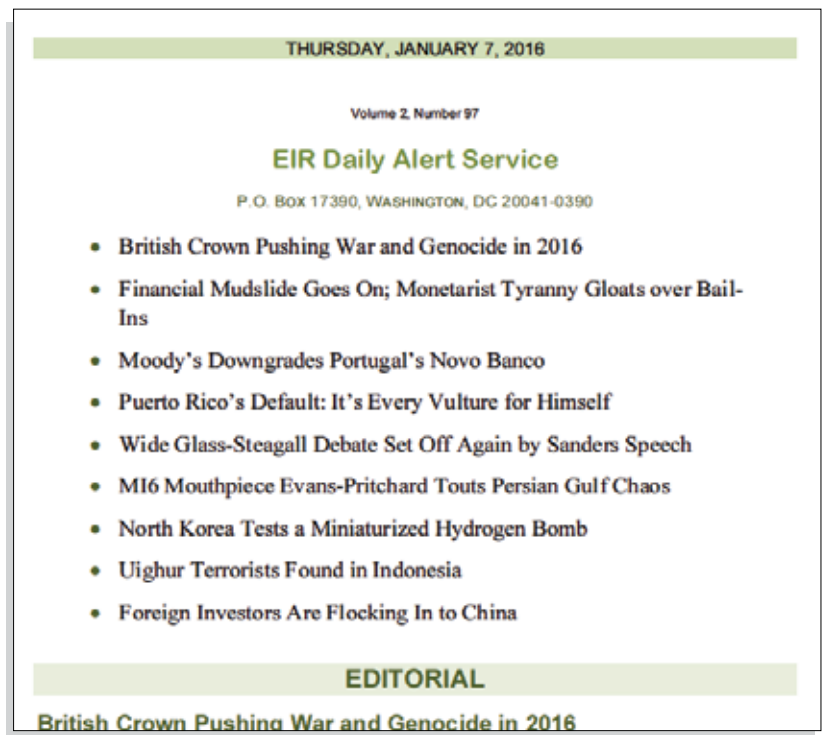 THURSDAY, JANUARY 7, 2016
Volume 2, Number 97
EIR Daily Alert Service
P.O. BOX 17390, WASHINGTON, DC 20041-0390
• British Crown Pushing War and Genocide in 2016
• Financial Mudslide Goes On; Monetarist Tyranny Gloats over Bail-
Ins
• Moody's Downgrades Portugal's Novo Banco
• Puerto Rico's Default: It's Every Vulture for Himself
• Wide Glass-Steagall Debate Set Off Again by Sanders Speech
• MI6 Mouthpiece Evans-Pritchard Touts Persian Gulf Chaos
• North Korea Tests a Miniaturized Hydrogen Bomb
• Uighur Terrorists Found in Indonesia
• Foreign Investors Are Flocking In to China
EDITORIAL
British Crown Pushing War and Genocide in 2016